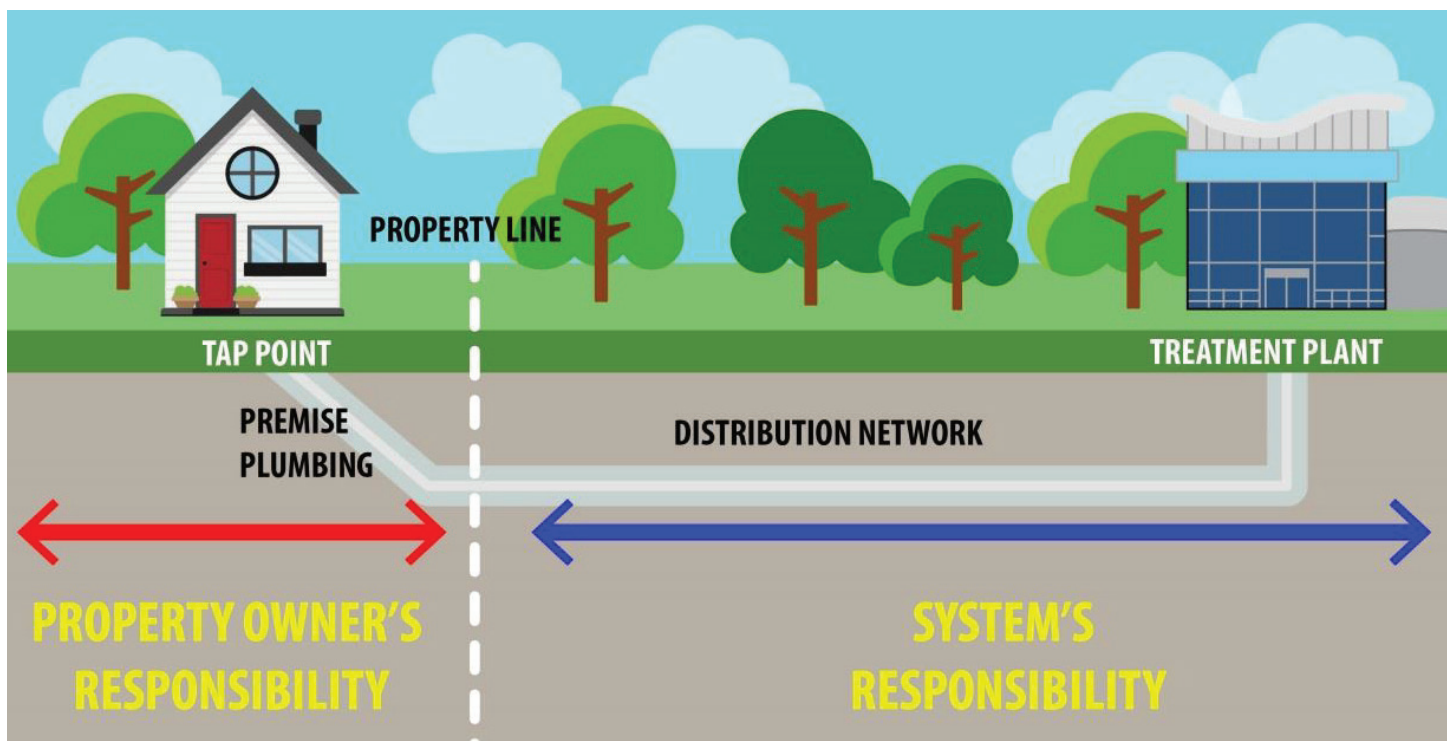 PROPERTY LINE
TAP POINT
TREATMENT PLANT
PREMISE
PLUMBING
DISTRIBUTION NETWORK
PROPERTY OWNER'S
RESPONSIBILITY
SYSTEM'S
RESPONSIBILITY